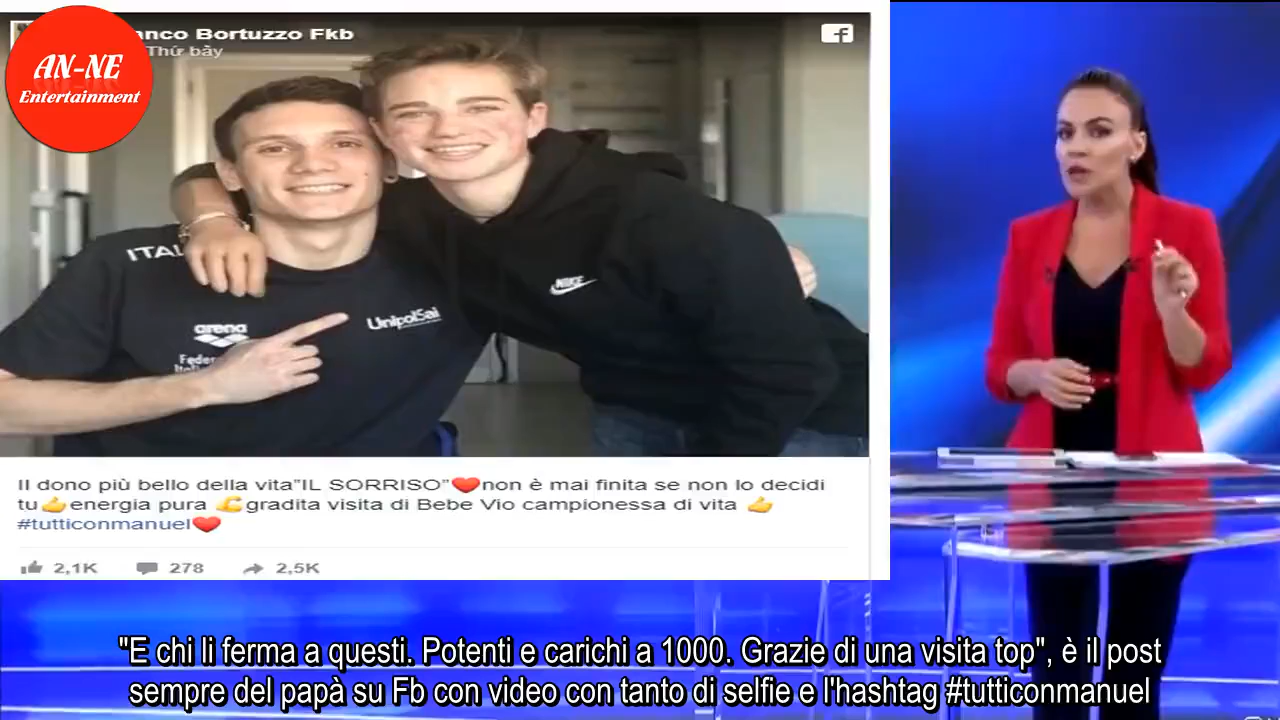 AN-NE
Entertainment
anco Bortuzzo Fkb
Thứ bảy
f
ITAL
arena
UnipolSai
NIKE
Il dono più bello della vita"IL SORRISO"❤️non è mai finita se non lo decidi
tu👍energia pura 💪gradita visita di Bebe Vio campionessa di vita 👍
#tutticonmanuel❤️
2,1K 278 2,5K
"E chi li ferma a questi. Potenti e carichi a 1000. Grazie di una visita top", è il post
sempre del papà su Fb con video con tanto di selfie e l'hashtag #tutticonmanuel